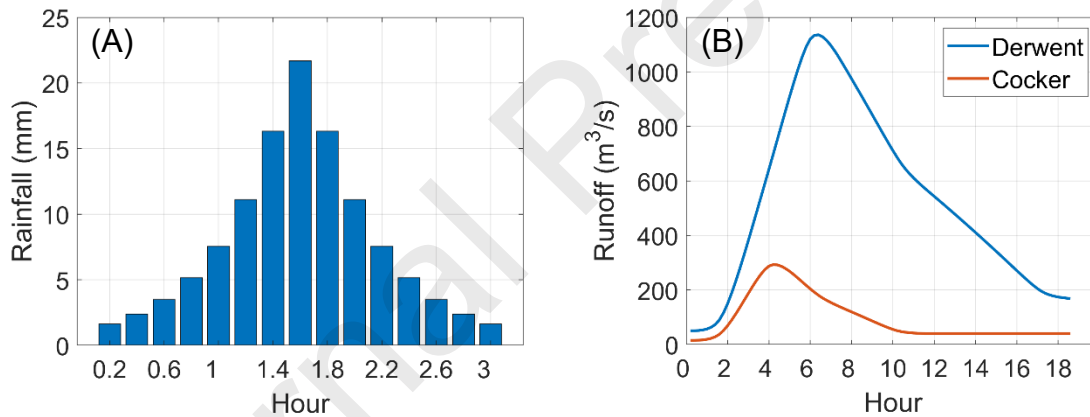 (A)
25
20
15
10
5
0
Rainfall (mm)
0.2 0.6 1 1.4 1.8 2.2 2.6 3
Hour
(B)
1200
1000
800
600
400
200
0
Runoff (m³/s)
Derwent
Cocker
0 2 4 6 8 10 12 14 16 18
Hour